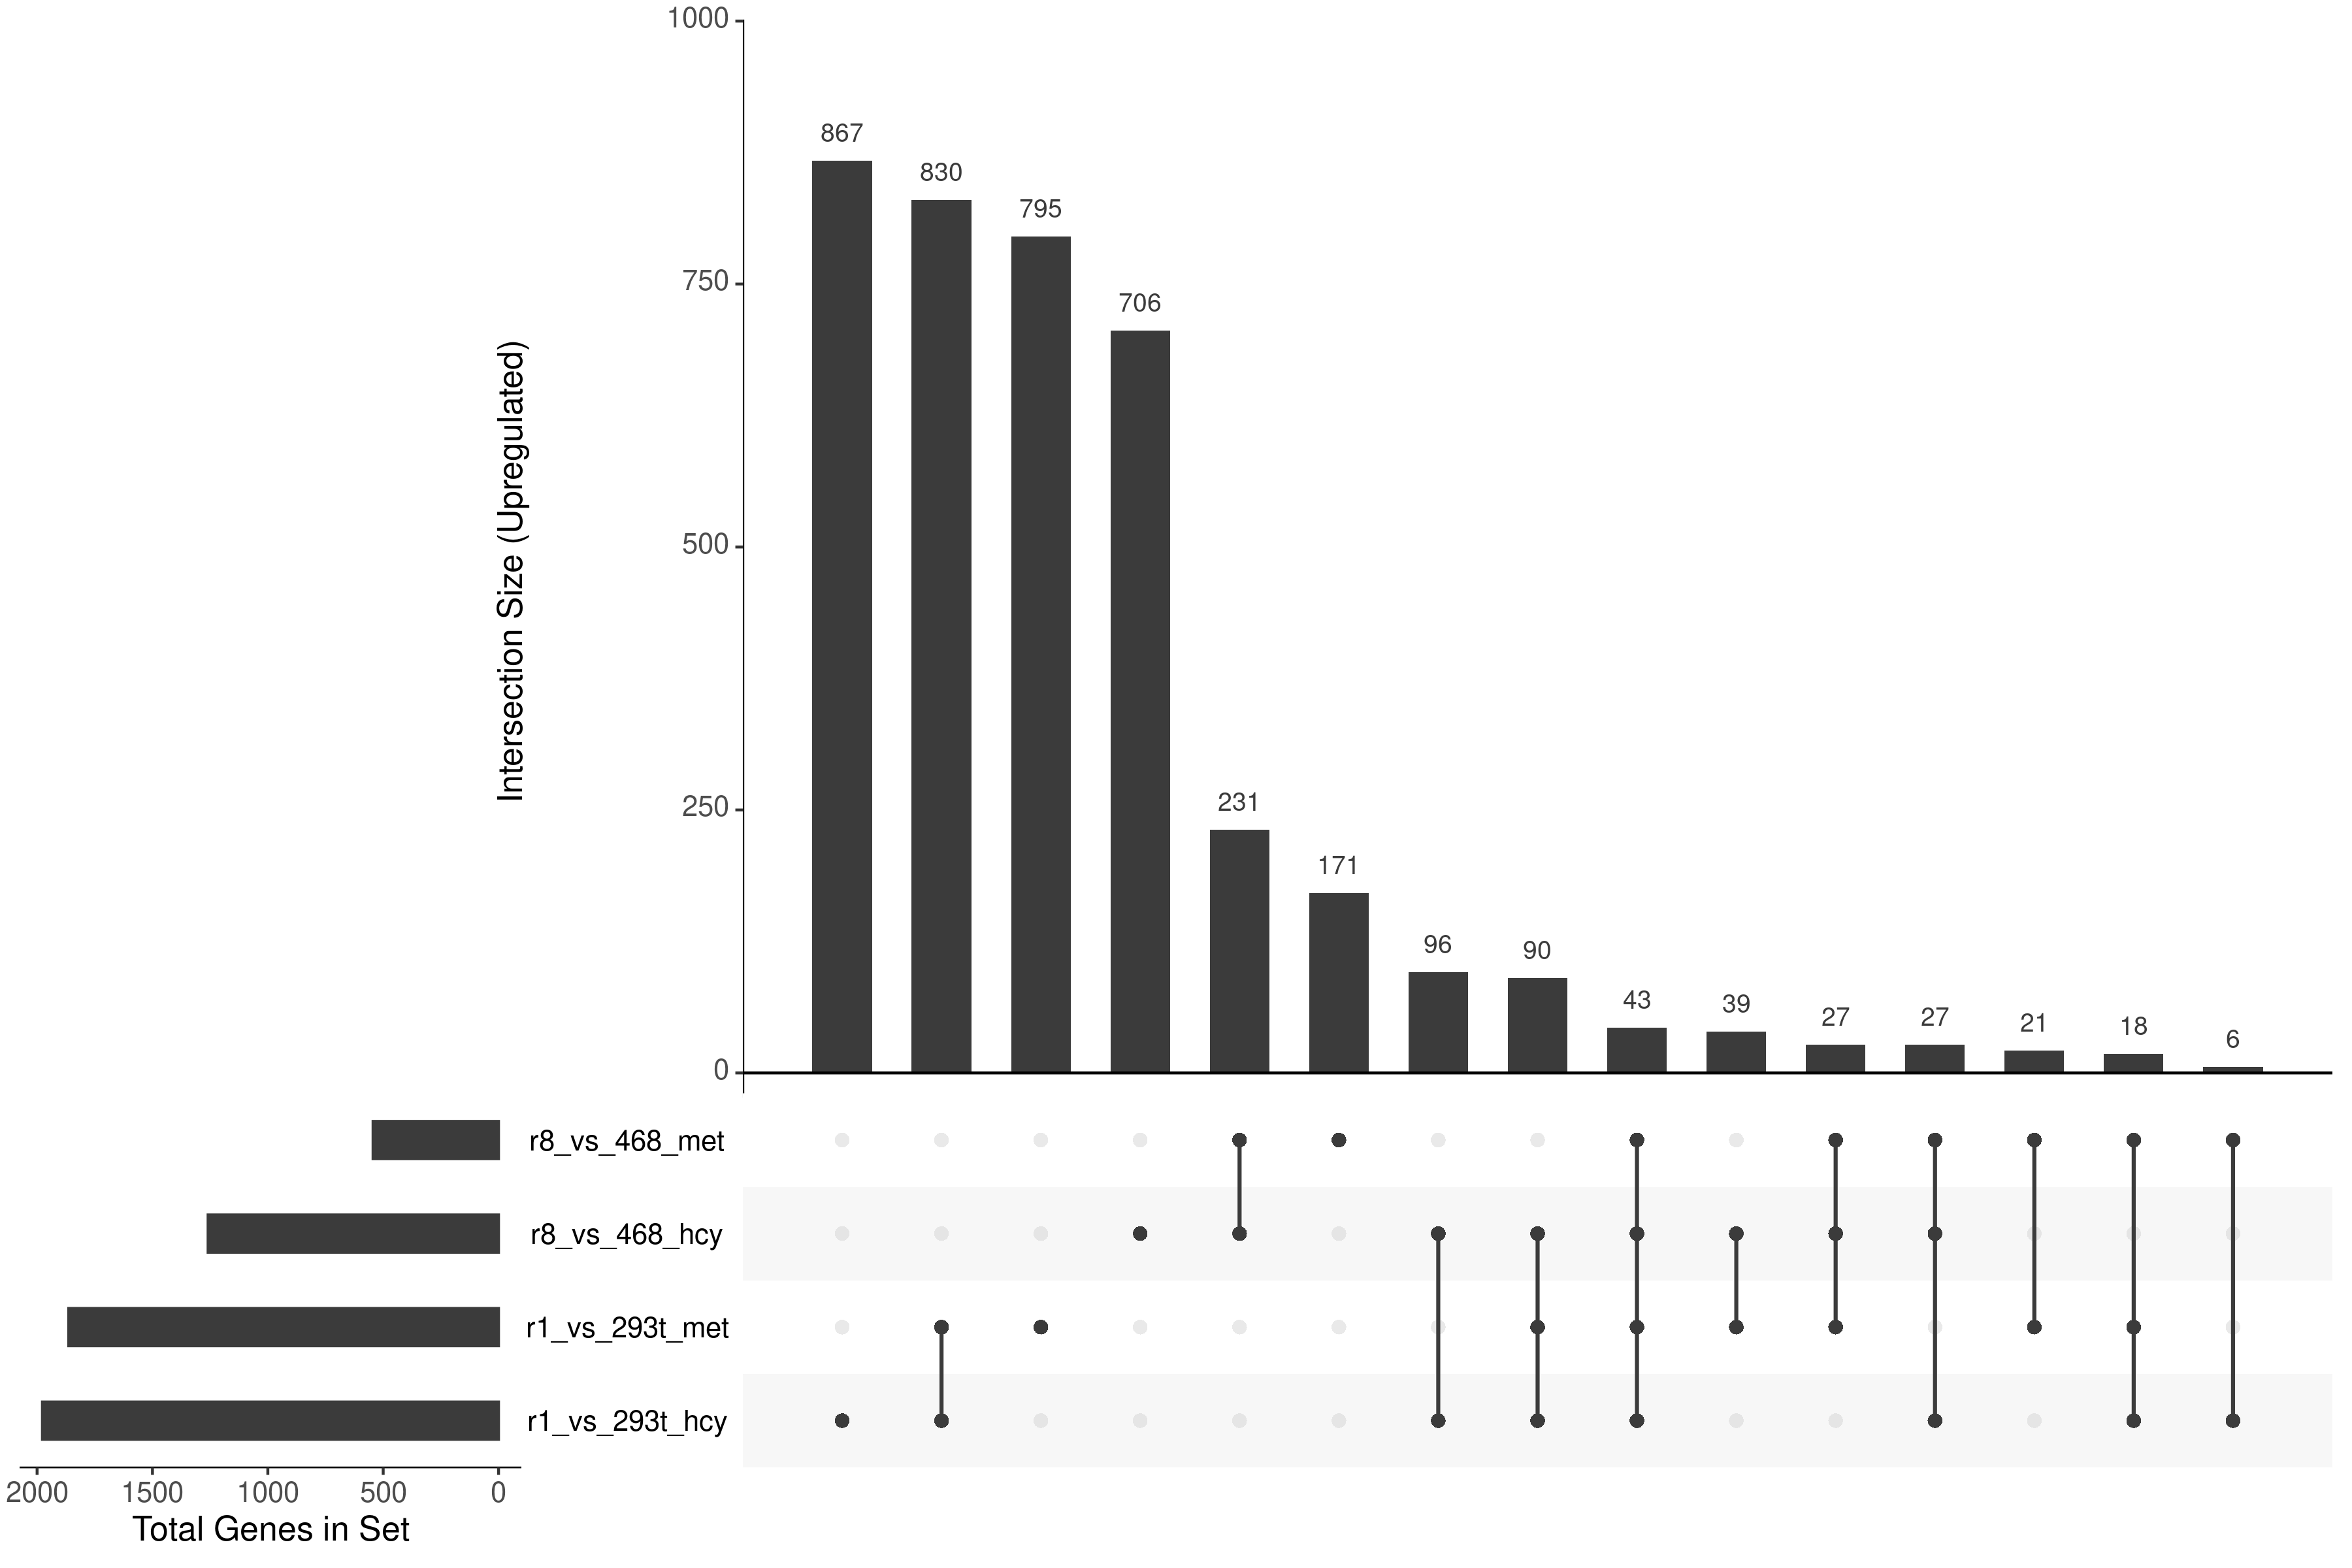 1000
750
500
250
0
Intersection Size (Upregulated)
867
830
795
706
231
171
96
90
43
39
27
27
21
18
6
r8_vs_468_met
r8_vs_468_hcy
r1_vs_293t_met
r1_vs_293t_hcy
2000 1500 1000 500 0
Total Genes in Set